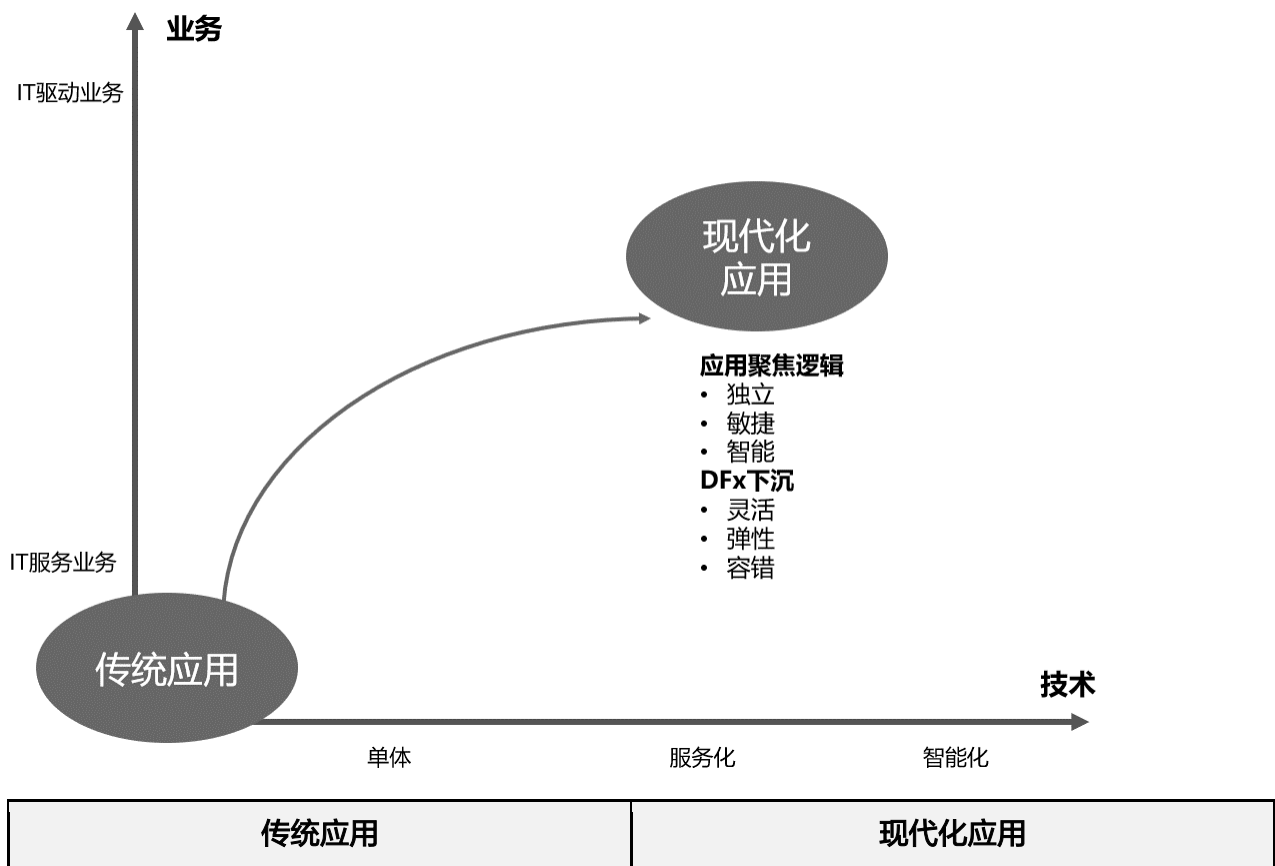 业务
IT驱动业务
现代化
应用
应用聚焦逻辑
• 独立
• 敏捷
• 智能
DFx下沉
• 灵活
• 弹性
• 容错
IT服务业务
传统应用
技术
单体 服务化 智能化
传统应用 现代化应用